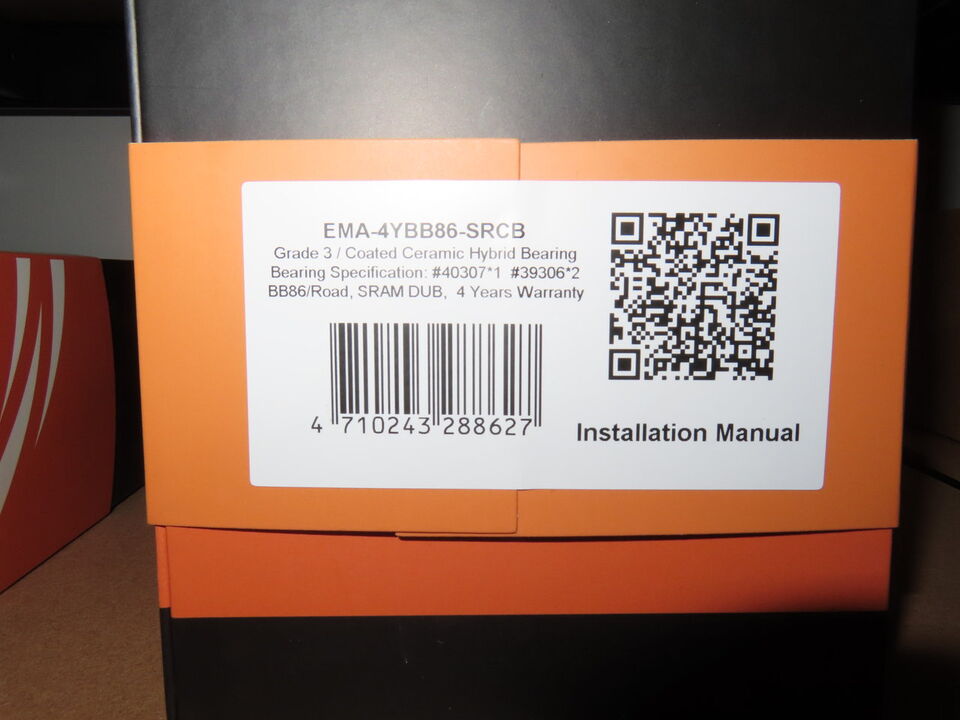 EMA-4YBB86-SRCB
Grade 3 / Coated Ceramic Hybrid Bearing
Bearing Specification: #40307*1 #39306*2
BB86/Road, SRAM DUB, 4 Years Warranty
4 710243 288627
Installation Manual